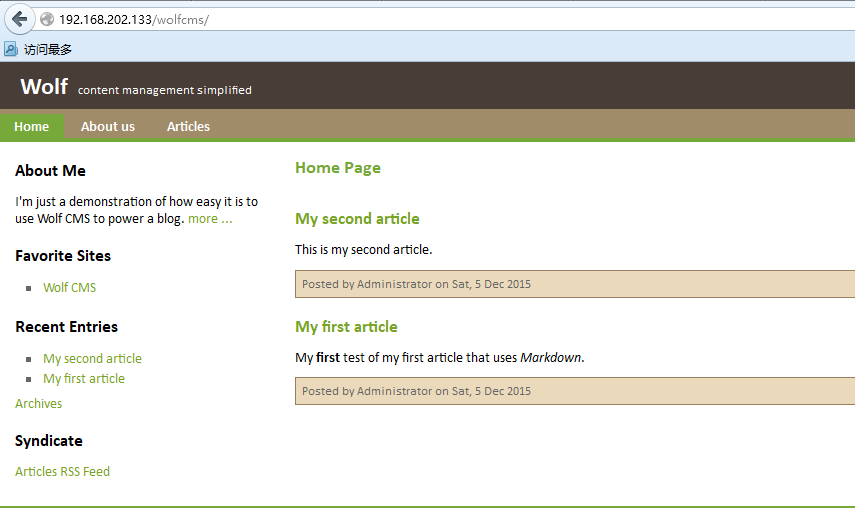 192.168.202.133/wolfcms/
访问最多
Wolf content management simplified
Home About us Articles
About Me
I'm just a demonstration of how easy it is to
use Wolf CMS to power a blog. more ...
Favorite Sites
Wolf CMS
Recent Entries
My second article
My first article
Archives
Syndicate
Articles RSS Feed
Home Page
My second article
This is my second article.
Posted by Administrator on Sat, 5 Dec 2015
My first article
My first test of my first article that uses Markdown.
Posted by Administrator on Sat, 5 Dec 2015